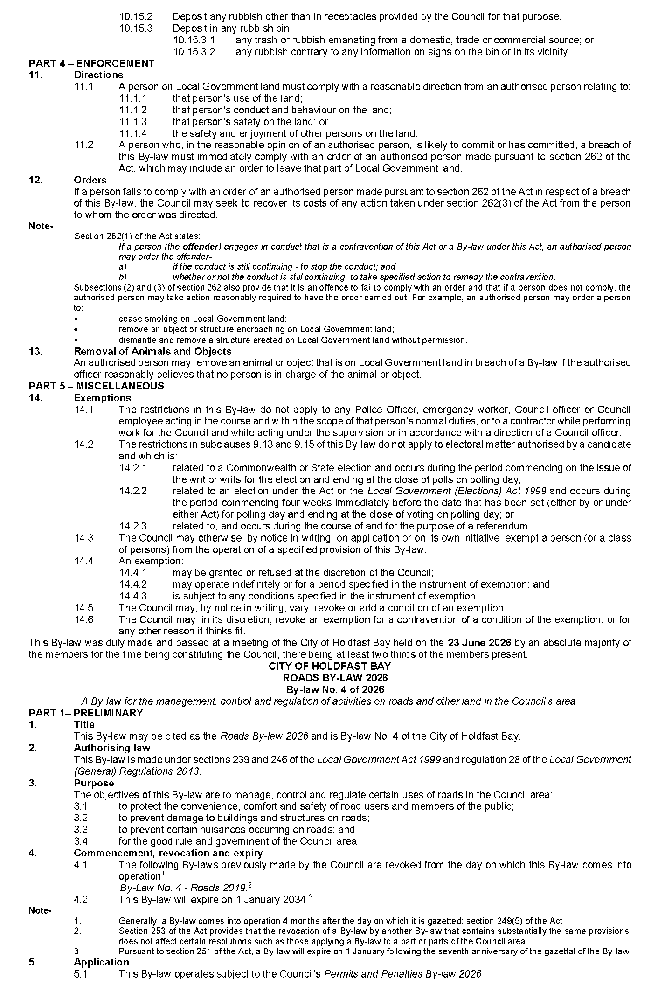 10.15.2 Deposit any rubbish other than in receptacles provided by the Council for that purpose.
10.15.3 Deposit in any rubbish bin:
10.15.3.1 any trash or rubbish emanating from a domestic, trade or commercial source; or
10.15.3.2 any rubbish contrary to any information on signs on the bin or in its vicinity.
PART 4 – ENFORCEMENT
11. Directions
11.1 A person on Local Government land must comply with a reasonable direction from an authorised person relating to:
11.1.1 that person's use of the land;
11.1.2 that person's conduct and behaviour on the land;
11.1.3 that person's safety on the land; or
11.1.4 the safety and enjoyment of other persons on the land.
11.2 A person who, in the reasonable opinion of an authorised person, is likely to commit or has committed, a breach of
this By-law must immediately comply with an order of an authorised person made pursuant to section 262 of the
Act, which may include an order to leave that part of Local Government land.
12. Orders
If a person fails to comply with an order of an authorised person made pursuant to section 262 of the Act in respect of a breach
of this By-law, the Council may seek to recover its costs of any action taken under section 262(3) of the Act from the person
to whom the order was directed.
Note-
Section 262(1) of the Act states:
If a person (the offender) engages in conduct that is a contravention of this Act or a By-law under this Act, an authorised person
may order the offender-
a) if the conduct is still continuing - to stop the conduct; and
b) whether or not the conduct is still continuing- to take specified action to remedy the contravention.
Subsections (2) and (3) of section 262 also provide that it is an offence to fail to comply with an order and that if a person does not comply, the
authorised person may take action reasonably required to have the order carried out. For example, an authorised person may order a person
to:
• cease smoking on Local Government land;
• remove an object or structure encroaching on Local Government land;
• dismantle and remove a structure erected on Local Government land without permission.
13. Removal of Animals and Objects
An authorised person may remove an animal or object that is on Local Government land in breach of a By-law if the authorised
officer reasonably believes that no person is in charge of the animal or object.
PART 5 – MISCELLANEOUS
14. Exemptions
14.1 The restrictions in this By-law do not apply to any Police Officer, emergency worker, Council officer or Council
employee acting in the course and within the scope of that person’s normal duties, or to a contractor while performing
work for the Council and while acting under the supervision or in accordance with a direction of a Council officer.
14.2 The restrictions in subclauses 9.13 and 9.15 of this By-law do not apply to electoral matter authorised by a candidate
and which is:
14.2.1 related to a Commonwealth or State election and occurs during the period commencing on the issue of
the writ or writs for the election and ending at the close of polls on polling day;
14.2.2 related to an election under the Act or the Local Government (Elections) Act 1999 and occurs during
the period commencing four weeks immediately before the date that has been set (either by or under
either Act) for polling day and ending at the close of voting on polling day; or
14.2.3 related to, and occurs during the course of and for the purpose of a referendum.
14.3 The Council may otherwise, by notice in writing, on application or on its own initiative, exempt a person (or a class
of persons) from the operation of a specified provision of this By-law.
14.4 An exemption:
14.4.1 may be granted or refused at the discretion of the Council;
14.4.2 may operate indefinitely or for a period specified in the instrument of exemption; and
14.4.3 is subject to any conditions specified in the instrument of exemption.
14.5 The Council may, by notice in writing, vary, revoke or add a condition of an exemption.
14.6 The Council may, in its discretion, revoke an exemption for a contravention of a condition of the exemption, or for
any other reason it thinks fit.
This By-law was duly made and passed at a meeting of the City of Holdfast Bay held on the 23 June 2026 by an absolute majority of
the members for the time being constituting the Council, there being at least two thirds of the members present.
CITY OF HOLDFAST BAY
ROADS BY-LAW 2026
By-law No. 4 of 2026
A By-law for the management, control and regulation of activities on roads and other land in the Council’s area.
PART 1– PRELIMINARY
1. Title
This By-law may be cited as the Roads By-law 2026 and is By-law No. 4 of the City of Holdfast Bay.
2. Authorising law
This By-law is made under sections 239 and 246 of the Local Government Act 1999 and regulation 28 of the Local Government
(General) Regulations 2013.
3. Purpose
The objectives of this By-law are to manage, control and regulate certain uses of roads in the Council area:
3.1 to protect the convenience, comfort and safety of road users and members of the public;
3.2 to prevent damage to buildings and structures on roads;
3.3 to prevent certain nuisances occurring on roads; and
3.4 for the good rule and government of the Council area.
4. Commencement, revocation and expiry
4.1 The following By-laws previously made by the Council are revoked from the day on which this By-law comes into
operation1:
By-Law No. 4 - Roads 2019.2
4.2 This By-law will expire on 1 January 2034.2
Note-
1. Generally, a By-law comes into operation 4 months after the day on which it is gazetted: section 249(5) of the Act.
2. Section 253 of the Act provides that the revocation of a By-law by another By-law that contains substantially the same provisions,
does not affect certain resolutions such as those applying a By-law to a part or parts of the Council area.
3. Pursuant to section 251 of the Act, a By-law will expire on 1 January following the seventh anniversary of the gazettal of the By-law.
5. Application
5.1 This By-law operates subject to the Council’s Permits and Penalties By-law 2026.